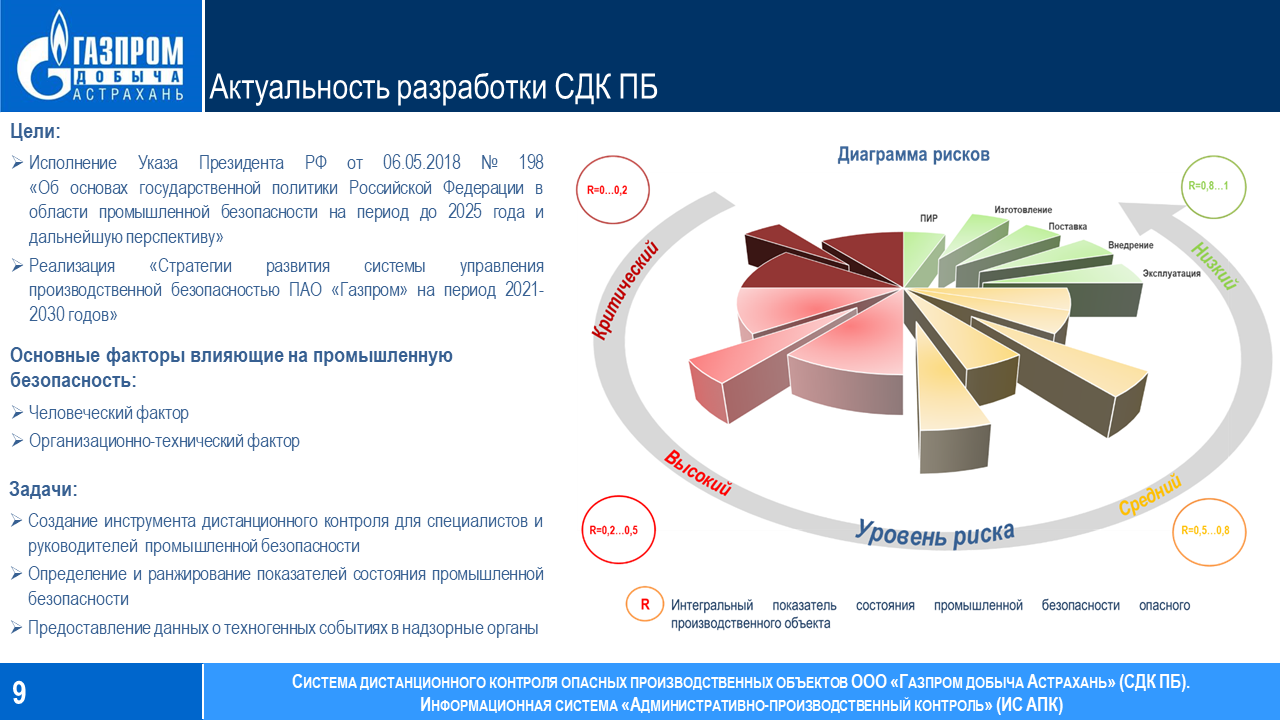 ГАЗПРОМ
ДОБЫЧА
АСТРАХАНЬ
Актуальность разработки СДК ПБ
Цели:
Исполнение Указа Президента РФ от 06.05.2018 № 198
«Об основах государственной политики Российской Федерации в
области промышленной безопасности на период до 2025 года и
дальнейшую перспективу»
Реализация «Стратегии развития системы управления
производственной безопасностью ПАО «Газпром» на период 2021-
2030 годов»
Основные факторы влияющие на промышленную
безопасность:
Человеческий фактор
Организационно-технический фактор
Задачи:
Создание инструмента дистанционного контроля для специалистов и
руководителей промышленной безопасности
Определение и ранжирование показателей состояния промышленной
безопасности
Предоставление данных о техногенных событиях в надзорные органы
Диаграмма рисков
R=0...0,2
R=0,8...1
ПИР
Изготовление
Поставка
Внедрение
Эксплуатация
Критический
Низкий
Высокий
Средний
Уровень риска
R=0,2...0,5
R=0,5...0,8
R
Интегральный показатель состояния промышленной безопасности опасного
производственного объекта
9
Система дистанционного контроля опасных производственных объектов ООО «Газпром добыча Астрахань» (СДК ПБ).
Информационная система «Административно-производственный контроль» (ИС АПК)